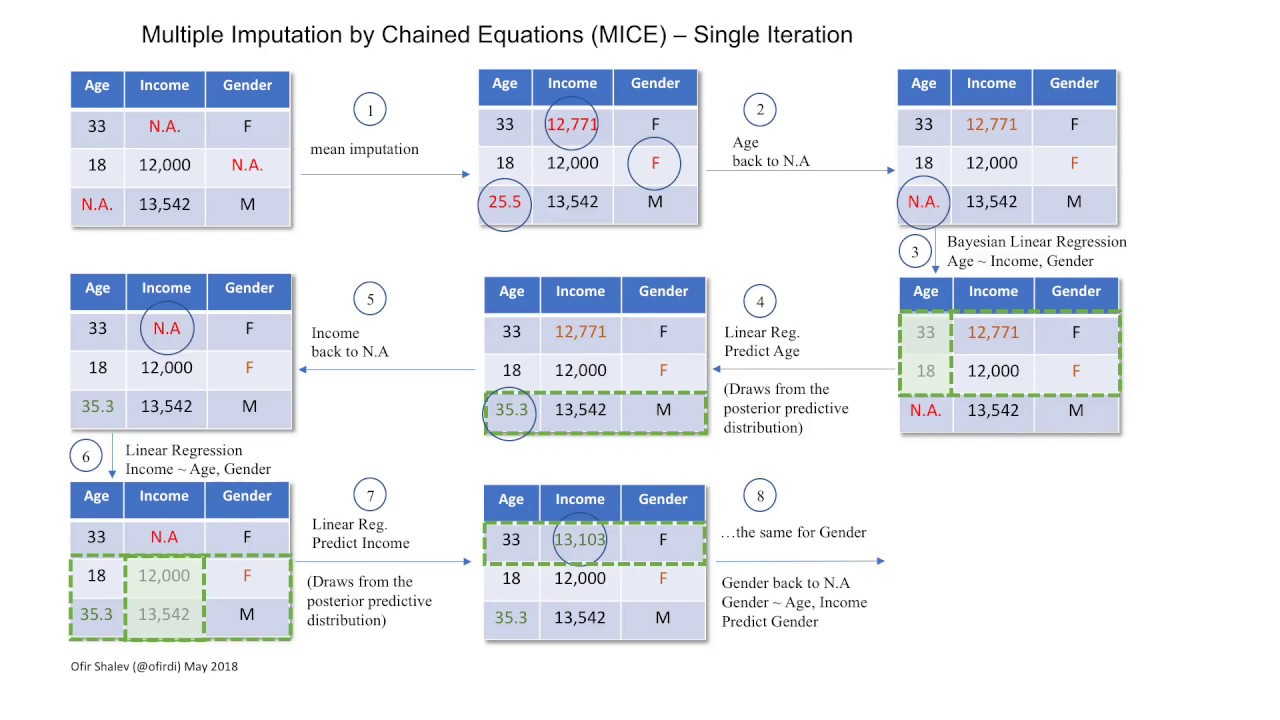 Multiple Imputation by Chained Equations (MICE) – Single Iteration
Age Income Gender
33 N.A. F
18 12,000 N.A.
N.A. 13,542 M
1
mean imputation
Age Income Gender
33 12,771 F
18 12,000 F
25.5 13,542 M
2
Age
back to N.A
Age Income Gender
33 12,771 F
18 12,000 F
N.A. 13,542 M
3
Bayesian Linear Regression
Age ~ Income, Gender
Age Income Gender
33 12,771 F
18 12,000 F
N.A. 13,542 M
4
Linear Reg.
Predict Age
(Draws from the
posterior predictive
distribution)
Age Income Gender
33 12,771 F
18 12,000 F
35.3 13,542 M
5
Income
back to N.A
Age Income Gender
33 N.A F
18 12,000 F
35.3 13,542 M
6
Linear Regression
Income ~ Age, Gender
Age Income Gender
33 N.A F
18 12,000 F
35.3 13,542 M
7
Linear Reg.
Predict Income
(Draws from the
posterior predictive
distribution)
Age Income Gender
33 13,103 F
18 12,000 F
35.3 13,542 M
8
…the same for Gender
Gender back to N.A
Gender ~ Age, Income
Predict Gender
Ofir Shalev (@ofirdi) May 2018